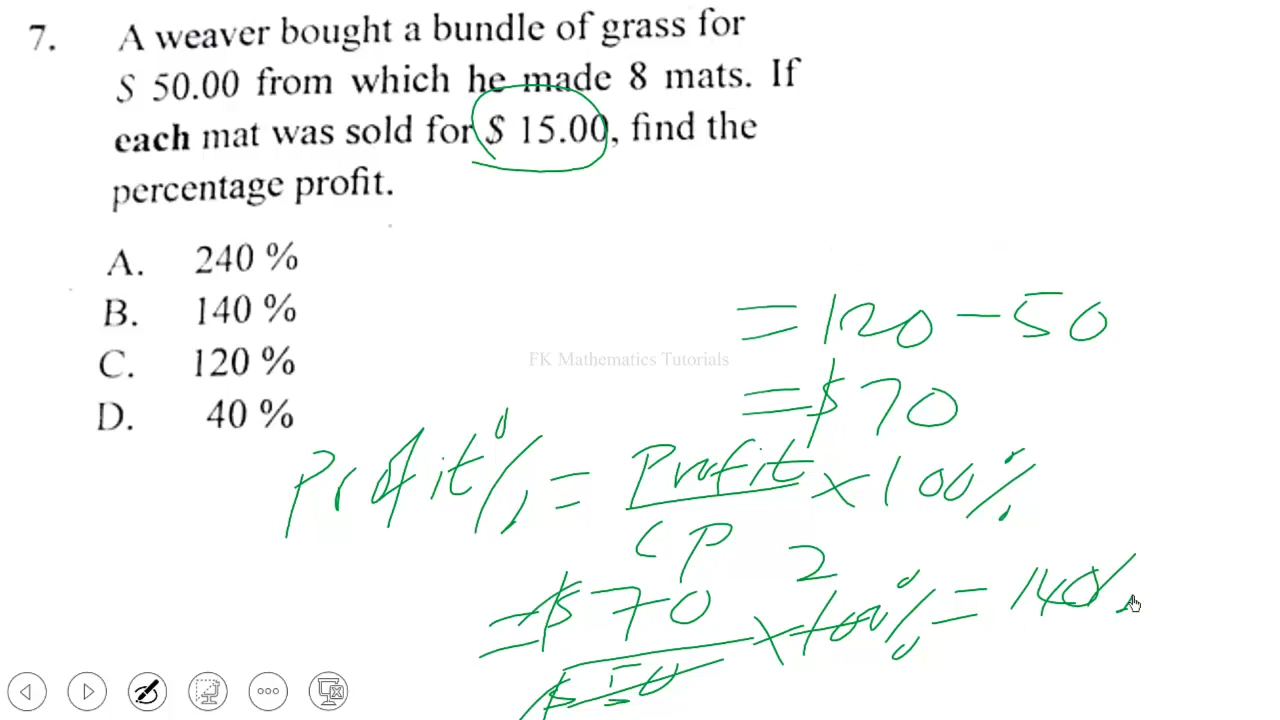 7. A weaver bought a bundle of grass for
$ 50.00 from which he made 8 mats. If
each mat was sold for $ 15.00, find the
percentage profit.
A. 240 %
B. 140 %
C. 120 %
D. 40 %
= 120 - 50
FK Mathematics Tutorials
= $70
Profit% = Profit/CP × 100%
2
= $70/$50 × 100% = 140%
1